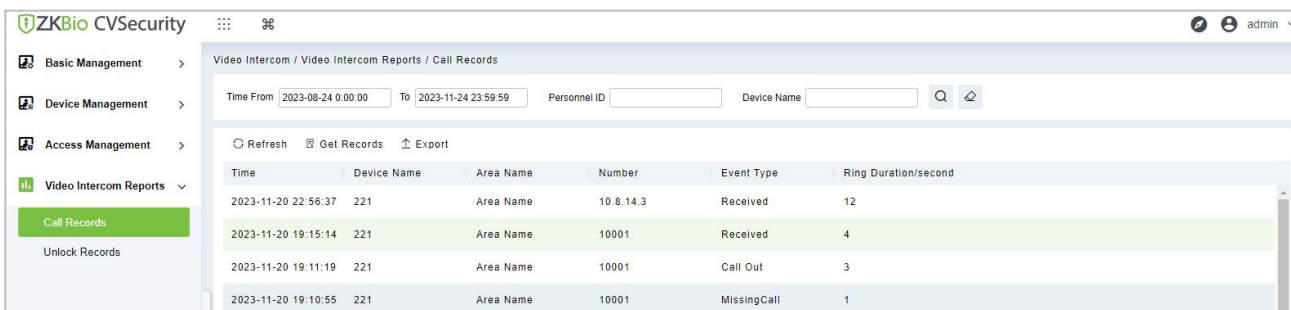 ZKBio CVSecurity
admin
Basic Management
Device Management
Access Management
Video Intercom Reports
Call Records
Unlock Records
Video Intercom / Video Intercom Reports / Call Records
Time From 2023-08-24 0:00:00 To 2023-11-24 23:59:59 Personnel ID Device Name
Refresh Get Records Export
Time Device Name Area Name Number Event Type Ring Duration/second
2023-11-20 22:56:37 221 Area Name 10.8.14.3 Received 12
2023-11-20 19:15:14 221 Area Name 10001 Received 4
2023-11-20 19:11:19 221 Area Name 10001 Call Out 3
2023-11-20 19:10:55 221 Area Name 10001 MissingCall 1